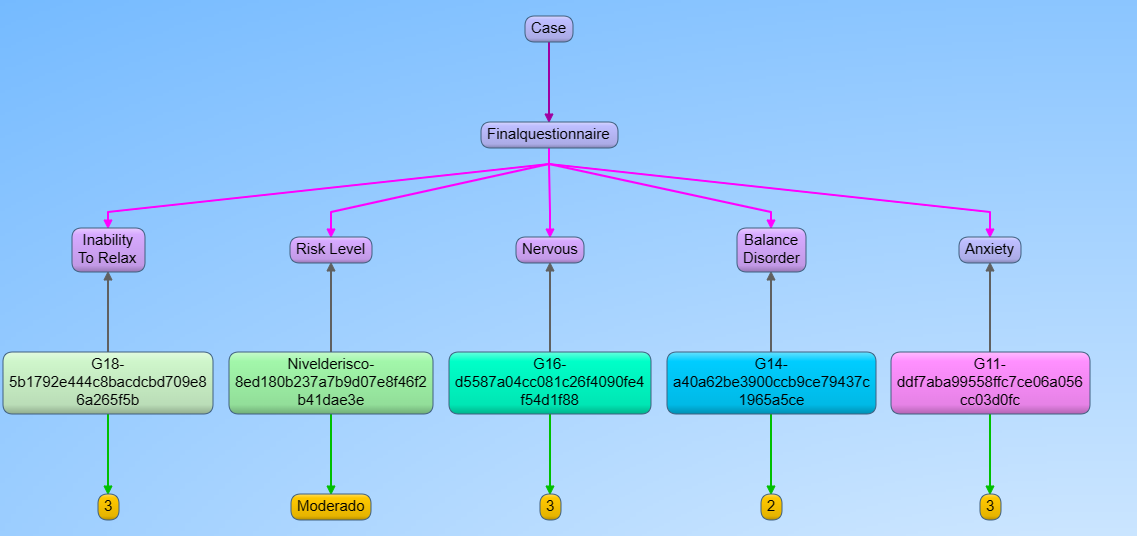 Case
Finalquestionnaire
Inability
To Relax
Risk Level
Nervous
Balance
Disorder
Anxiety
G18-
5b1792e444c8bacdcbd709e8
6a265f5b
Nivelderisco-
8ed180b237a7b9d07e8f46f2
b41dae3e
G16-
d5587a04cc081c26f4090fe4
f54d1f88
G14-
a40a62be3900ccb9ce79437c
1965a5ce
G11-
ddf7aba99558ffc7ce06a056
cc03d0fc
3
Moderado
3
2
3